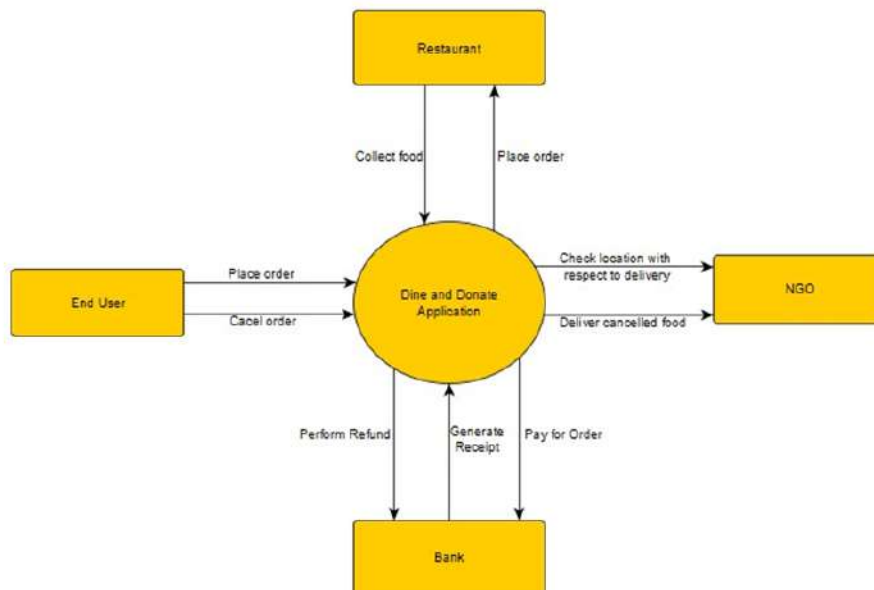 Restaurant
Collect food
Place order
Place order
Cacel order
End User
Dine and Donate
Application
Check location with
respect to delivery
Deliver cancelled food
NGO
Perform Refund
Generate
Receipt
Pay for Order
Bank